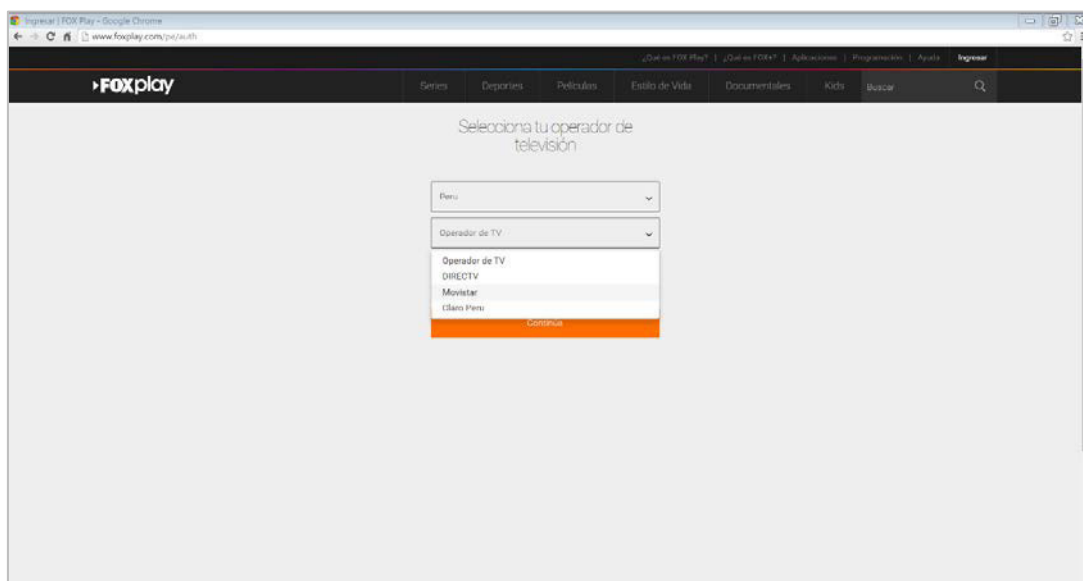 Ingresar | FOX Play - Google Chrome
www.foxplay.com/pe/auth
¿Qué es FOX Play? | ¿Qué es FOX+? | Aplicaciones | Programación | Ayuda | Ingresar
FOXplay Series Deportes Películas Estilo de Vida Documentales Kids Buscar
Selecciona tu operador de
televisión
Peru
Operador de TV
Operador de TV
DIRECTV
Movistar
Claro Peru
Continúa